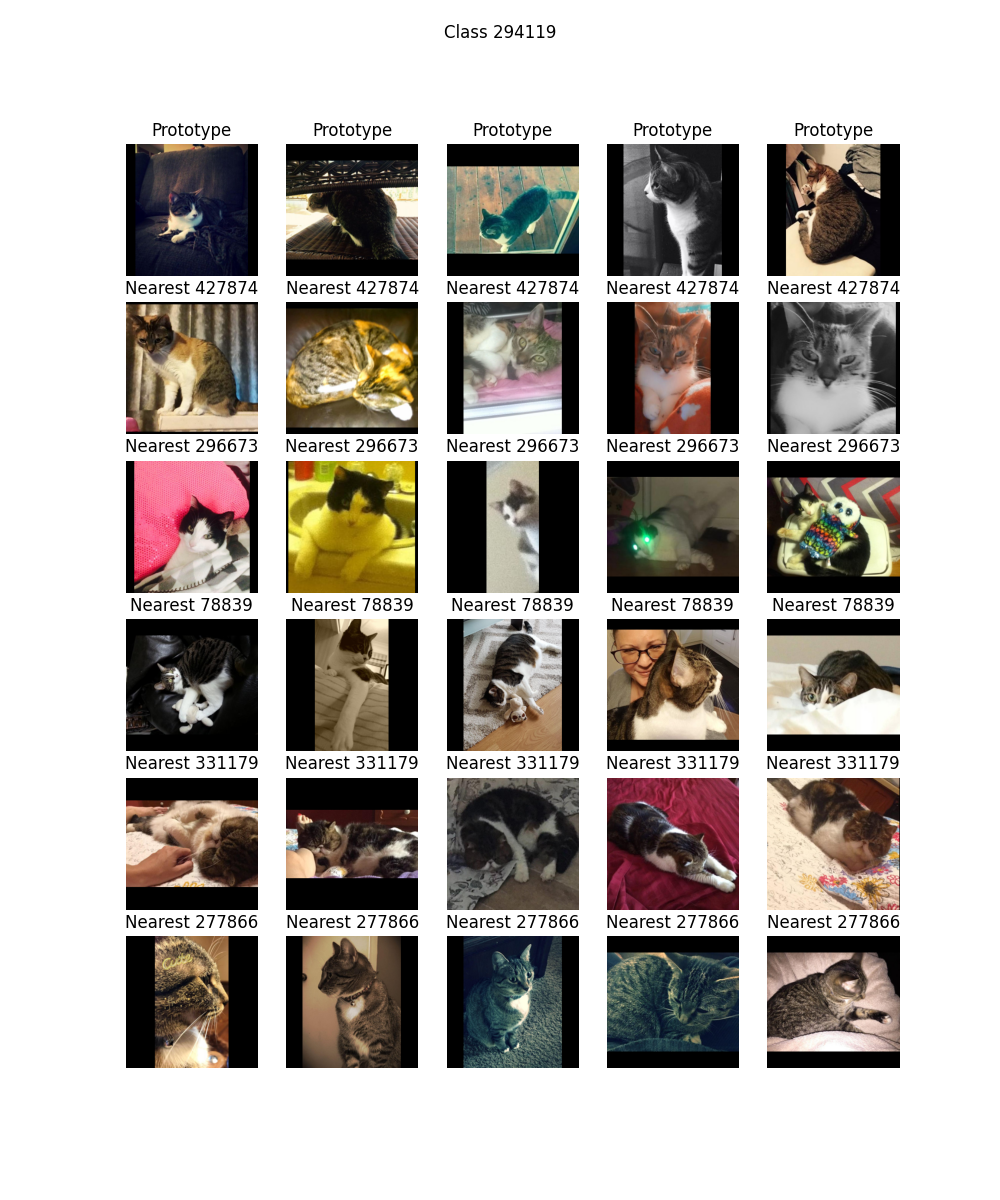 Class 294119
Prototype Prototype Prototype Prototype Prototype
Nearest 427874 Nearest 427874 Nearest 427874 Nearest 427874 Nearest 427874
Nearest 296673 Nearest 296673 Nearest 296673 Nearest 296673 Nearest 296673
Nearest 78839 Nearest 78839 Nearest 78839 Nearest 78839 Nearest 78839
Nearest 331179 Nearest 331179 Nearest 331179 Nearest 331179 Nearest 331179
Nearest 277866 Nearest 277866 Nearest 277866 Nearest 277866 Nearest 277866